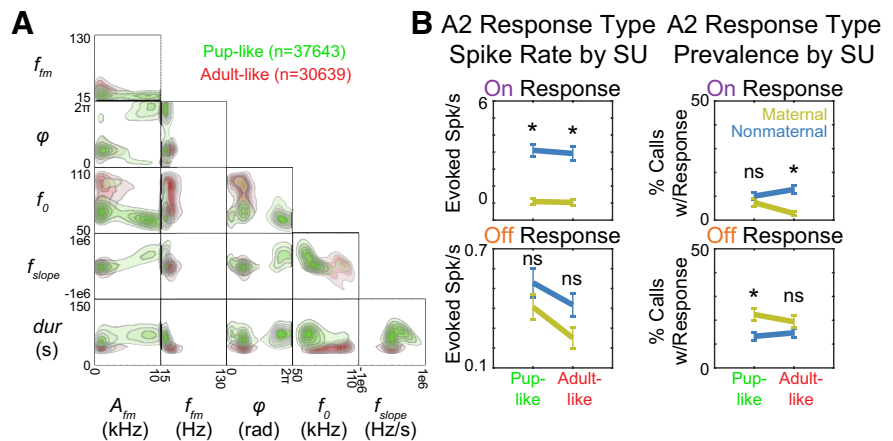 A
B
Pup-like (n=37643)
Adult-like (n=30639)
130
f_fm
15
2π
φ
0
110
f_0
50
1e6
f_slope
-1e6
150
dur
(s)
0
0 15
15 130
0 2π
50 110
-1e6 1e6
A_fm
(kHz)
f_fm
(Hz)
φ
(rad)
f_0
(kHz)
f_slope
(Hz/s)
A2 Response Type
Spike Rate by SU
On Response
6
Evoked Spk/s
0
* *
Off Response
0.7
Evoked Spk/s
0.1
ns
ns
Pup-
like
Adult-
like
A2 Response Type
Prevalence by SU
On Response
50
% Calls
w/Response
0
Maternal
Nonmaternal
ns
*
Off Response
50
% Calls
w/Response
0
*
ns
Pup-
like
Adult-
like